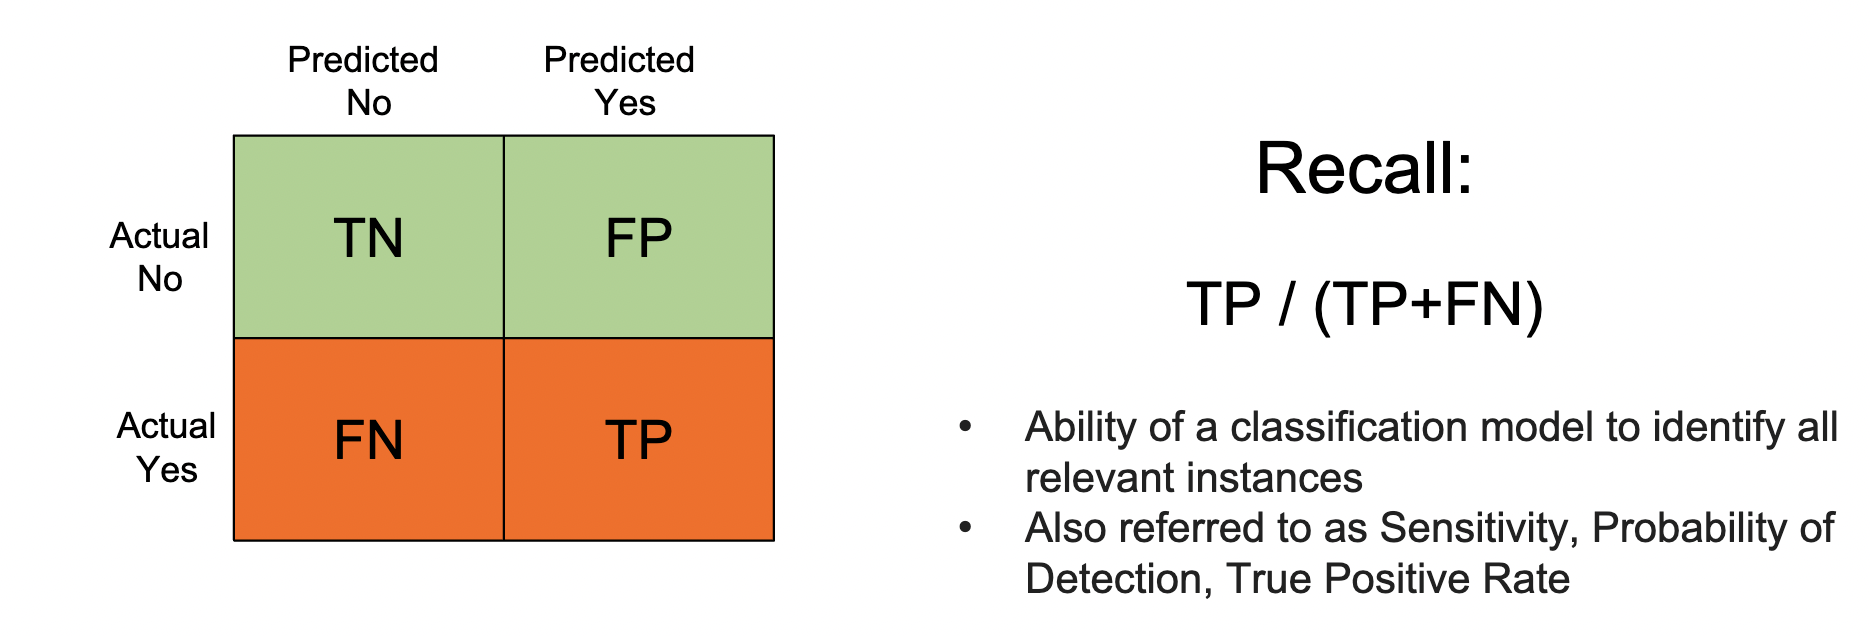 Predicted
No
Predicted
Yes
Actual
No
TN
FP
Actual
Yes
FN
TP
Recall:
TP / (TP+FN)
• Ability of a classification model to identify all
relevant instances
• Also referred to as Sensitivity, Probability of
Detection, True Positive Rate